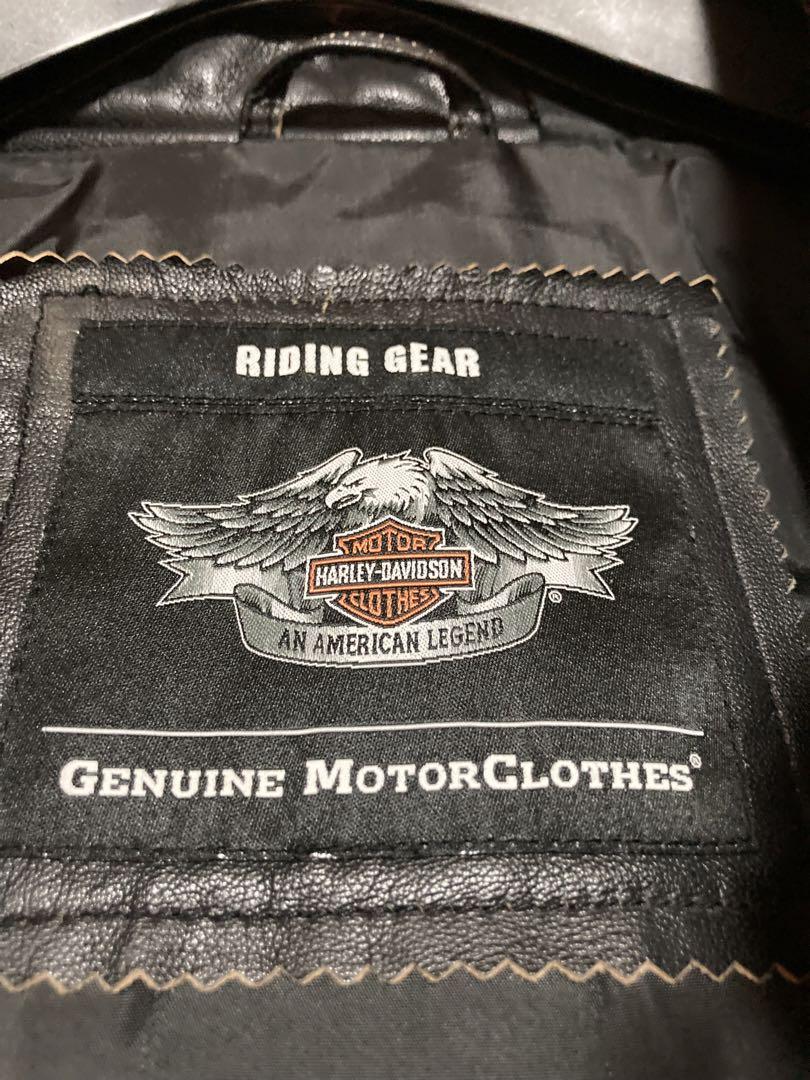 RIDING GEAR
MOTOR
HARLEY-DAVIDSON
CLOTHES
®
AN AMERICAN LEGEND
GENUINE MOTORCLOTHES®